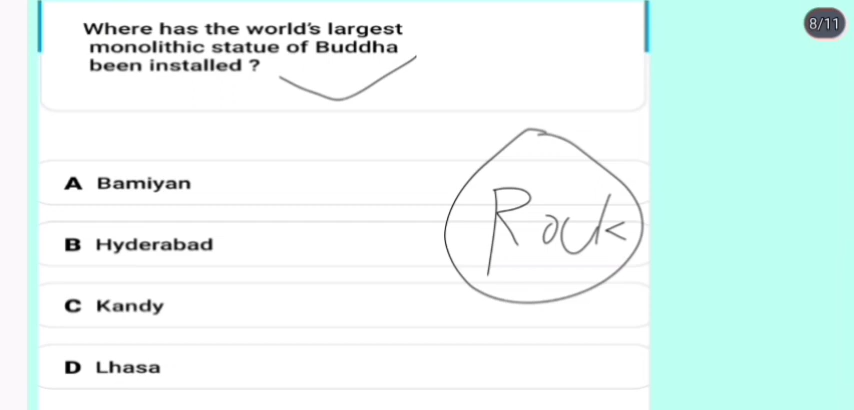 8/11
Where has the world's largest
monolithic statue of Buddha
been installed ?
A Bamiyan
Rock
B Hyderabad
C Kandy
D Lhasa